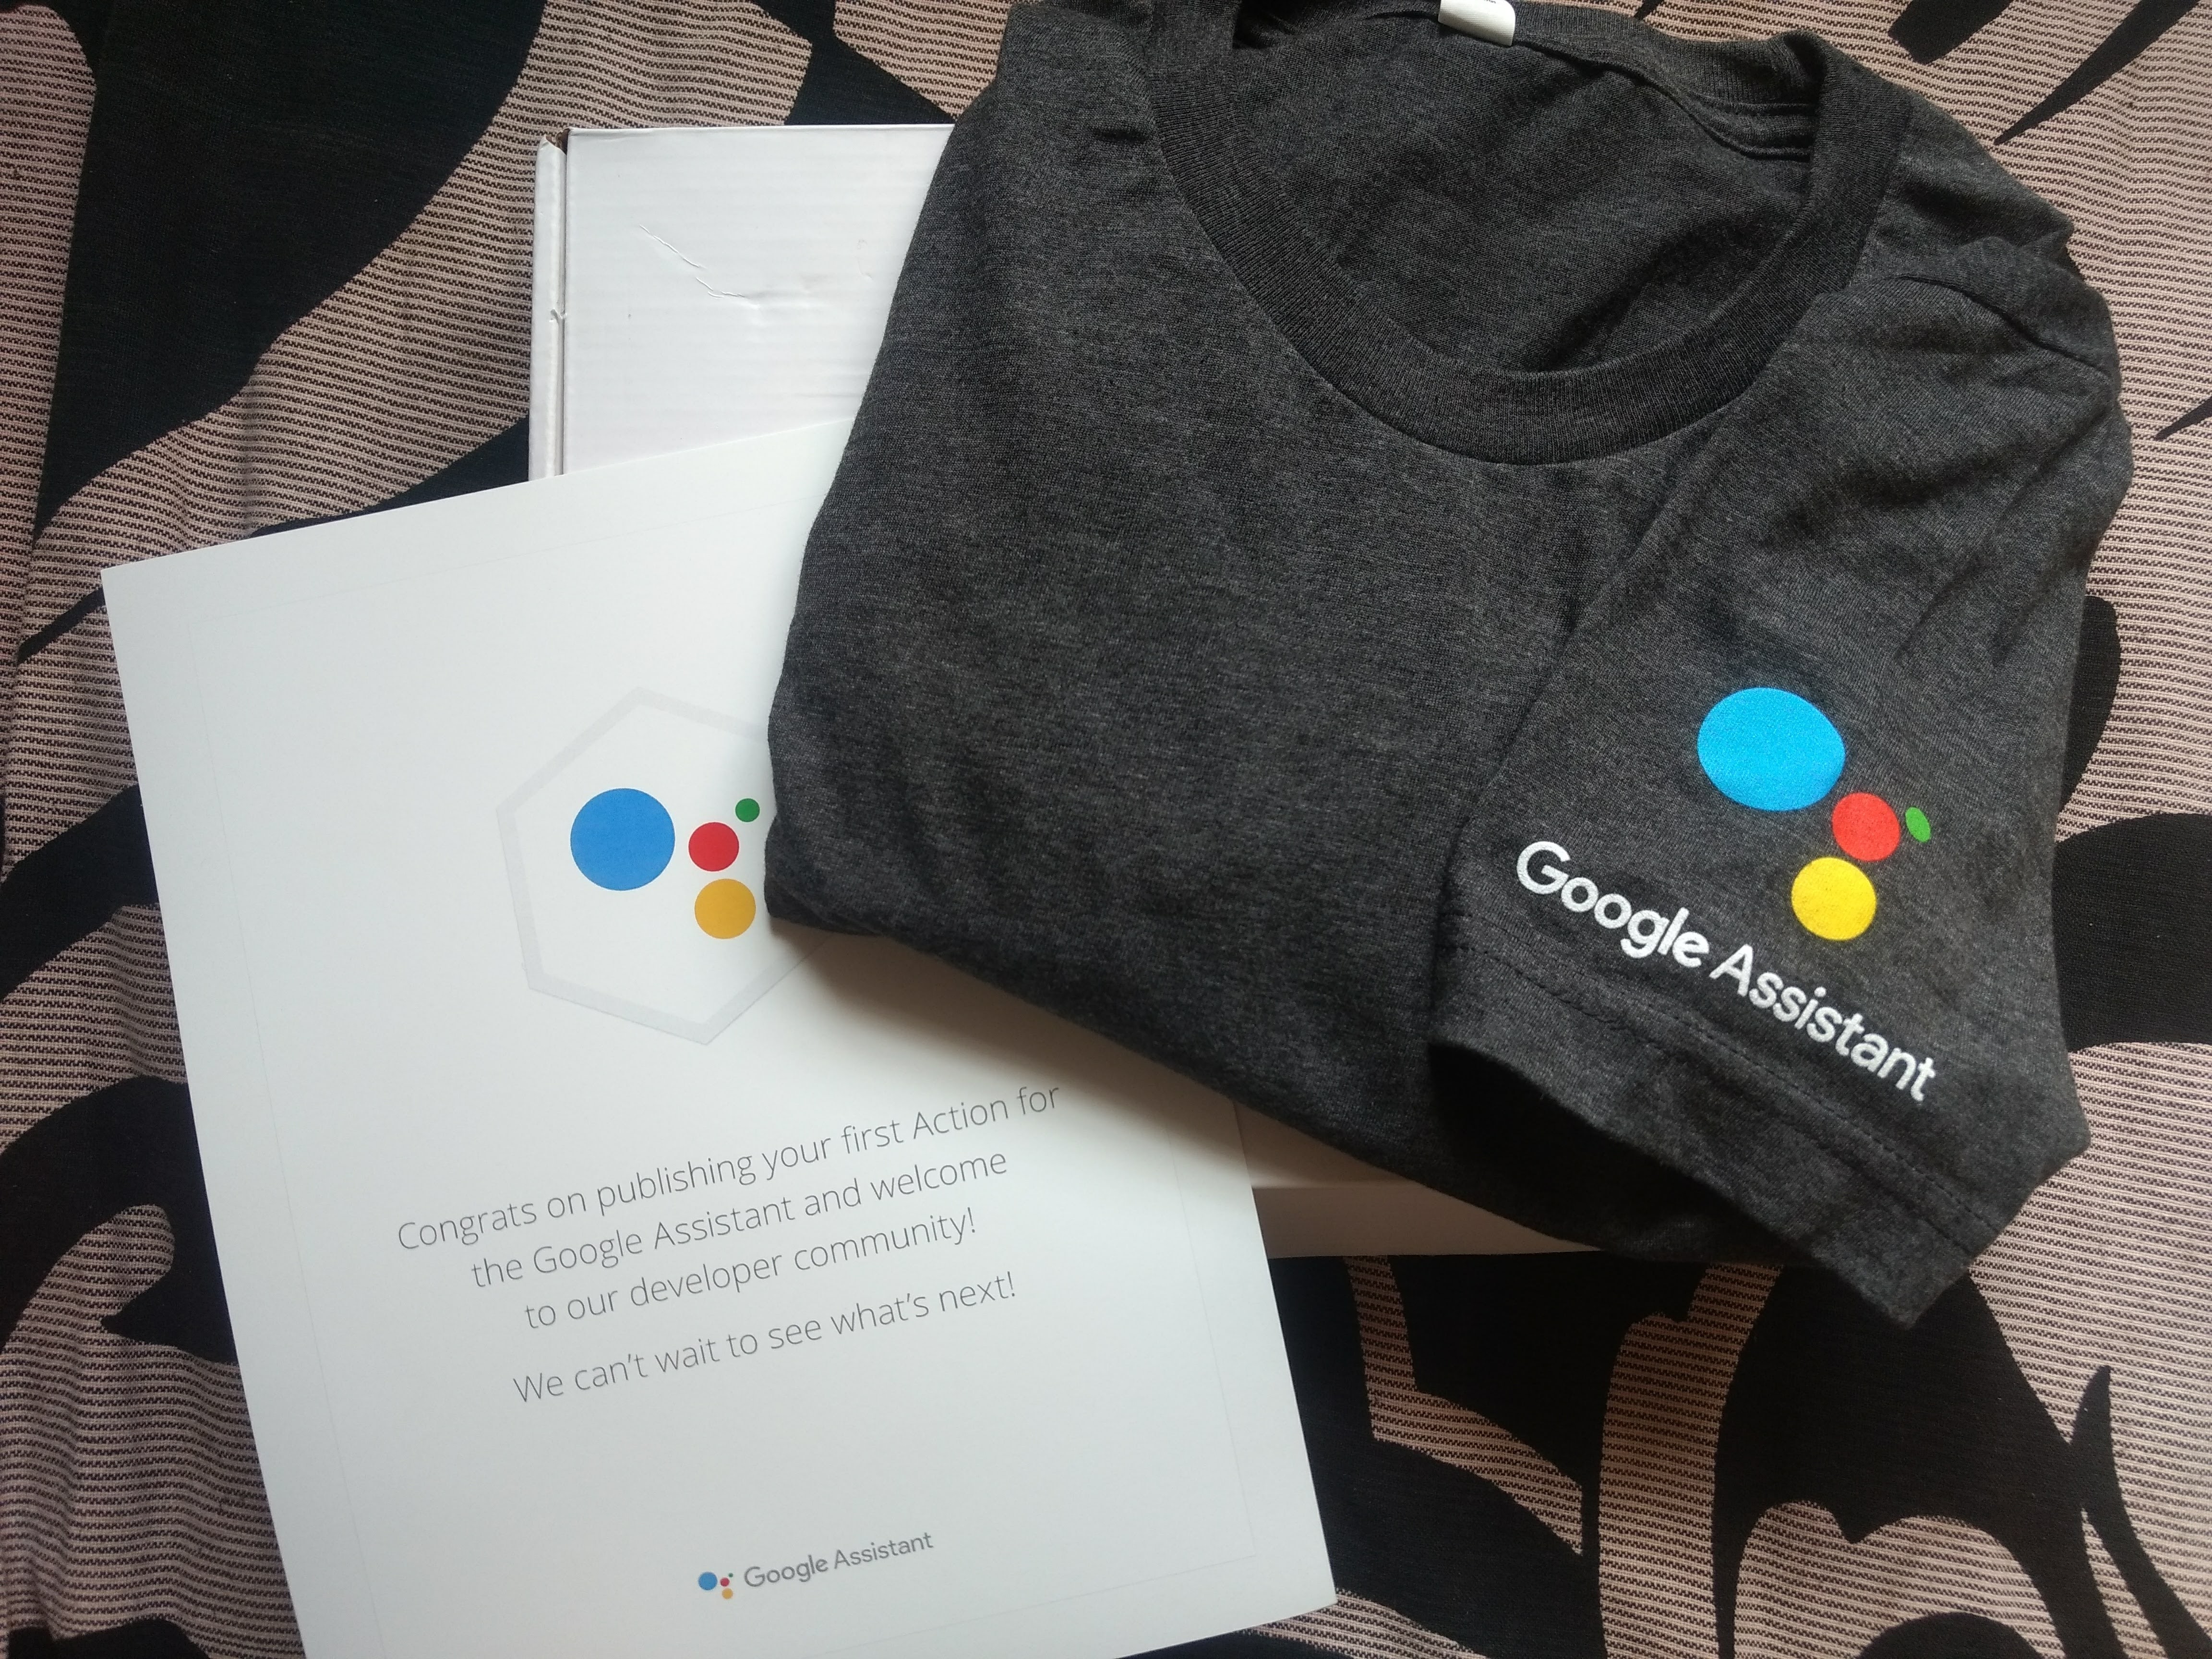 Google Assistant
Congrats on publishing your first Action for
the Google Assistant and welcome
to our developer community!
We can't wait to see what's next!
Google Assistant